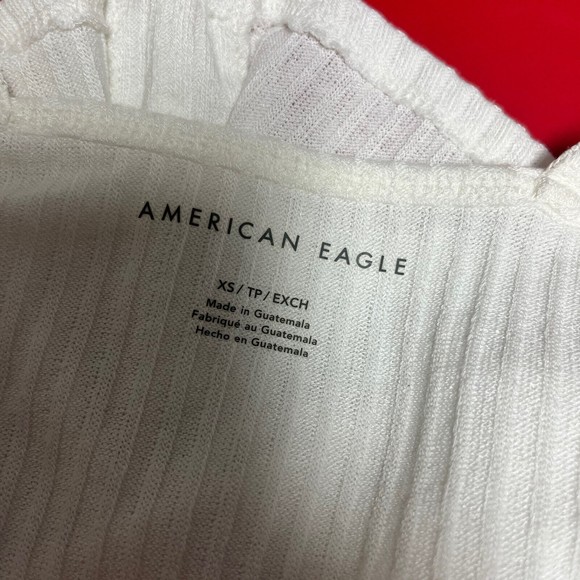 AMERICAN EAGLE
XS / TP / EXCH
Made in Guatemala
Fabriqué au Guatemala
Hecho en Guatemala